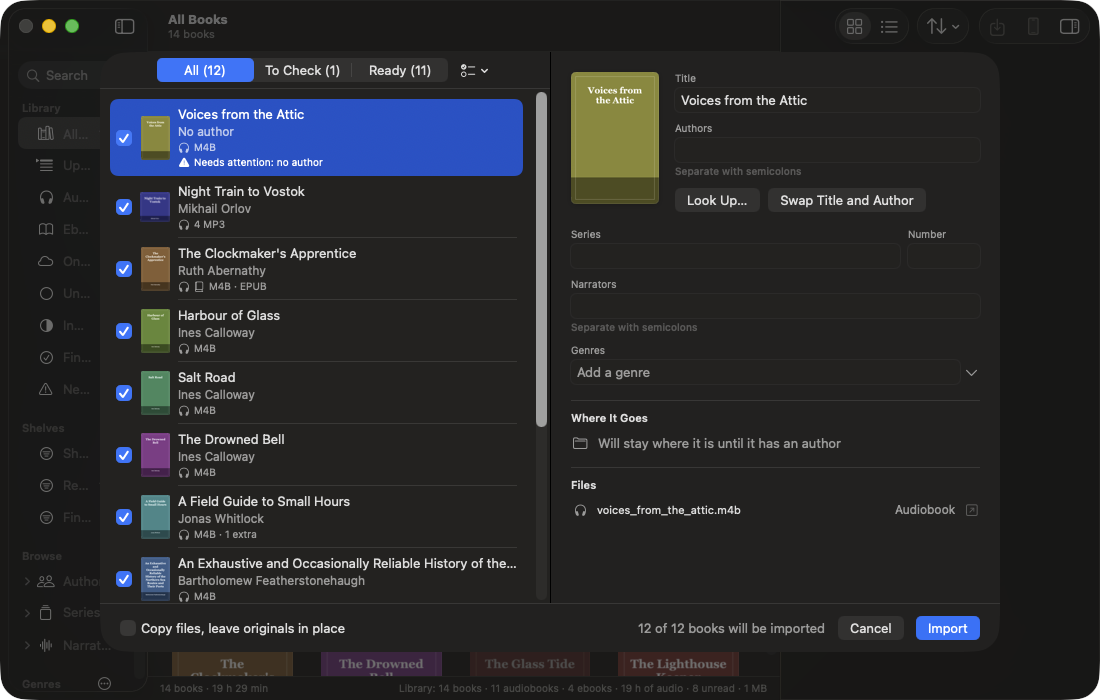 All Books
14 books
Search
Library
All...
Up...
Au...
Eb...
On...
Un...
In...
Fin...
Ne...
Shelves
Sh...
Re...
Fin...
Browse
Autho
Series
Narrat...
Genres
All (12)
To Check (1)
Ready (11)
Voices from the Attic
No author
M4B
Needs attention: no author
Night Train to Vostok
Mikhail Orlov
4 MP3
The Clockmaker's Apprentice
Ruth Abernathy
M4B · EPUB
Harbour of Glass
Ines Calloway
M4B
Salt Road
Ines Calloway
M4B
The Drowned Bell
Ines Calloway
M4B
A Field Guide to Small Hours
Jonas Whitlock
M4B · 1 extra
An Exhaustive and Occasionally Reliable History of the...
Bartholomew Featherstonehaugh
M4B
Voices from
the Attic
Title
Voices from the Attic
Authors
Separate with semicolons
Look Up...
Swap Title and Author
Series
Number
Narrators
Separate with semicolons
Genres
Add a genre
Where It Goes
Will stay where it is until it has an author
Files
voices_from_the_attic.m4b
Audiobook
Copy files, leave originals in place
12 of 12 books will be imported
Cancel
Import
The
The Drowned
The Glass Tide
The Lighthouse
14 books · 19 h 29 min
Library: 14 books · 11 audiobooks · 4 ebooks · 19 h of audio · 8 unread · 1 MB